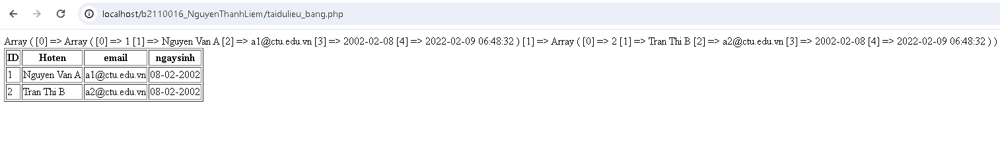 localhost/b2110016_NguyenThanhLiem/taidulieu_bang.php
Array ( [0] => Array ( [0] => 1 [1] => Nguyen Van A [2] => a1@ctu.edu.vn [3] => 2002-02-08 [4] => 2022-02-09 06:48:32 ) [1] => Array ( [0] => 2 [1] => Tran Thi B [2] => a2@ctu.edu.vn [3] => 2002-02-08 [4] => 2022-02-09 06:48:32 ) )
ID Hoten email ngaysinh
1 Nguyen Van A a1@ctu.edu.vn 08-02-2002
2 Tran Thi B a2@ctu.edu.vn 08-02-2002